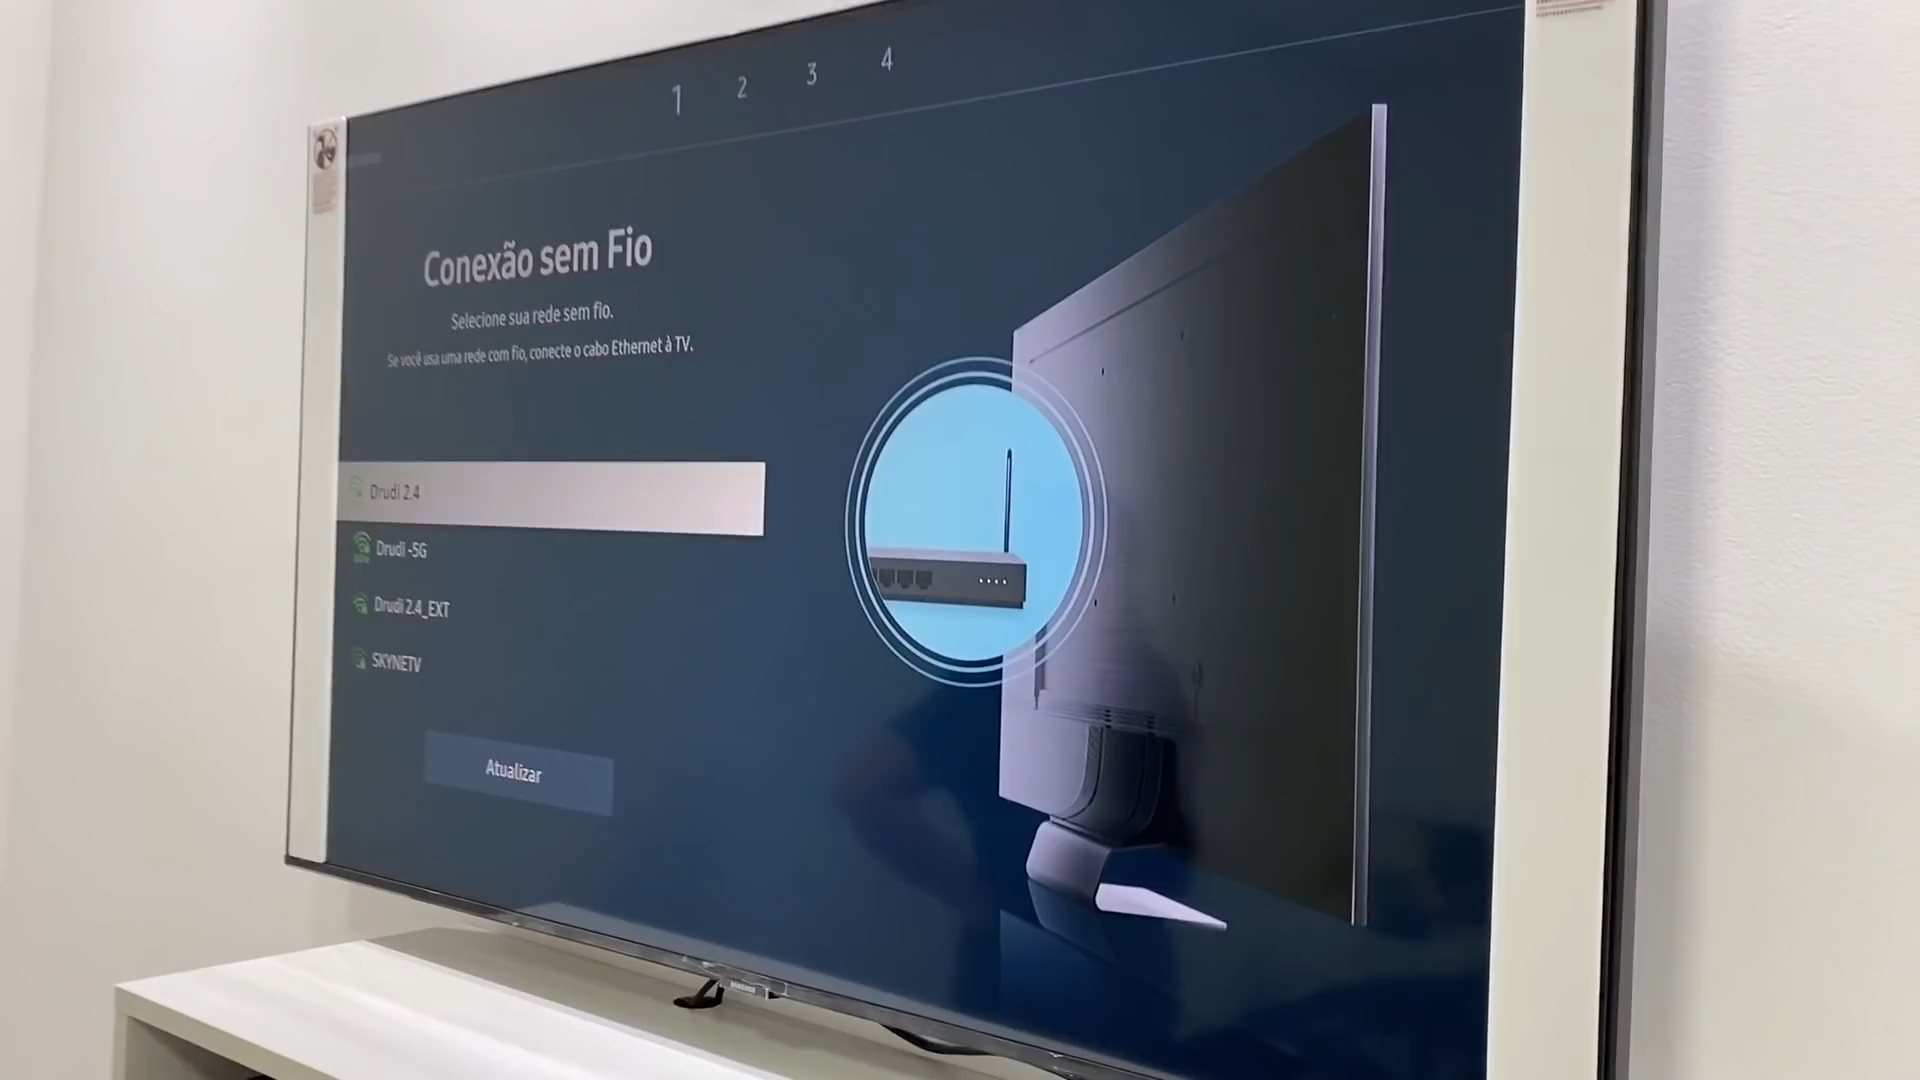 1 2 3 4
Conexão sem Fio
Selecione sua rede sem fio.
Se você usa uma rede com fio, conecte o cabo Ethernet à TV.
Drudi 2.4
Drudi -5G
Drudi 2.4_EXT
SKYNETV
Atualizar
SAMSUNG